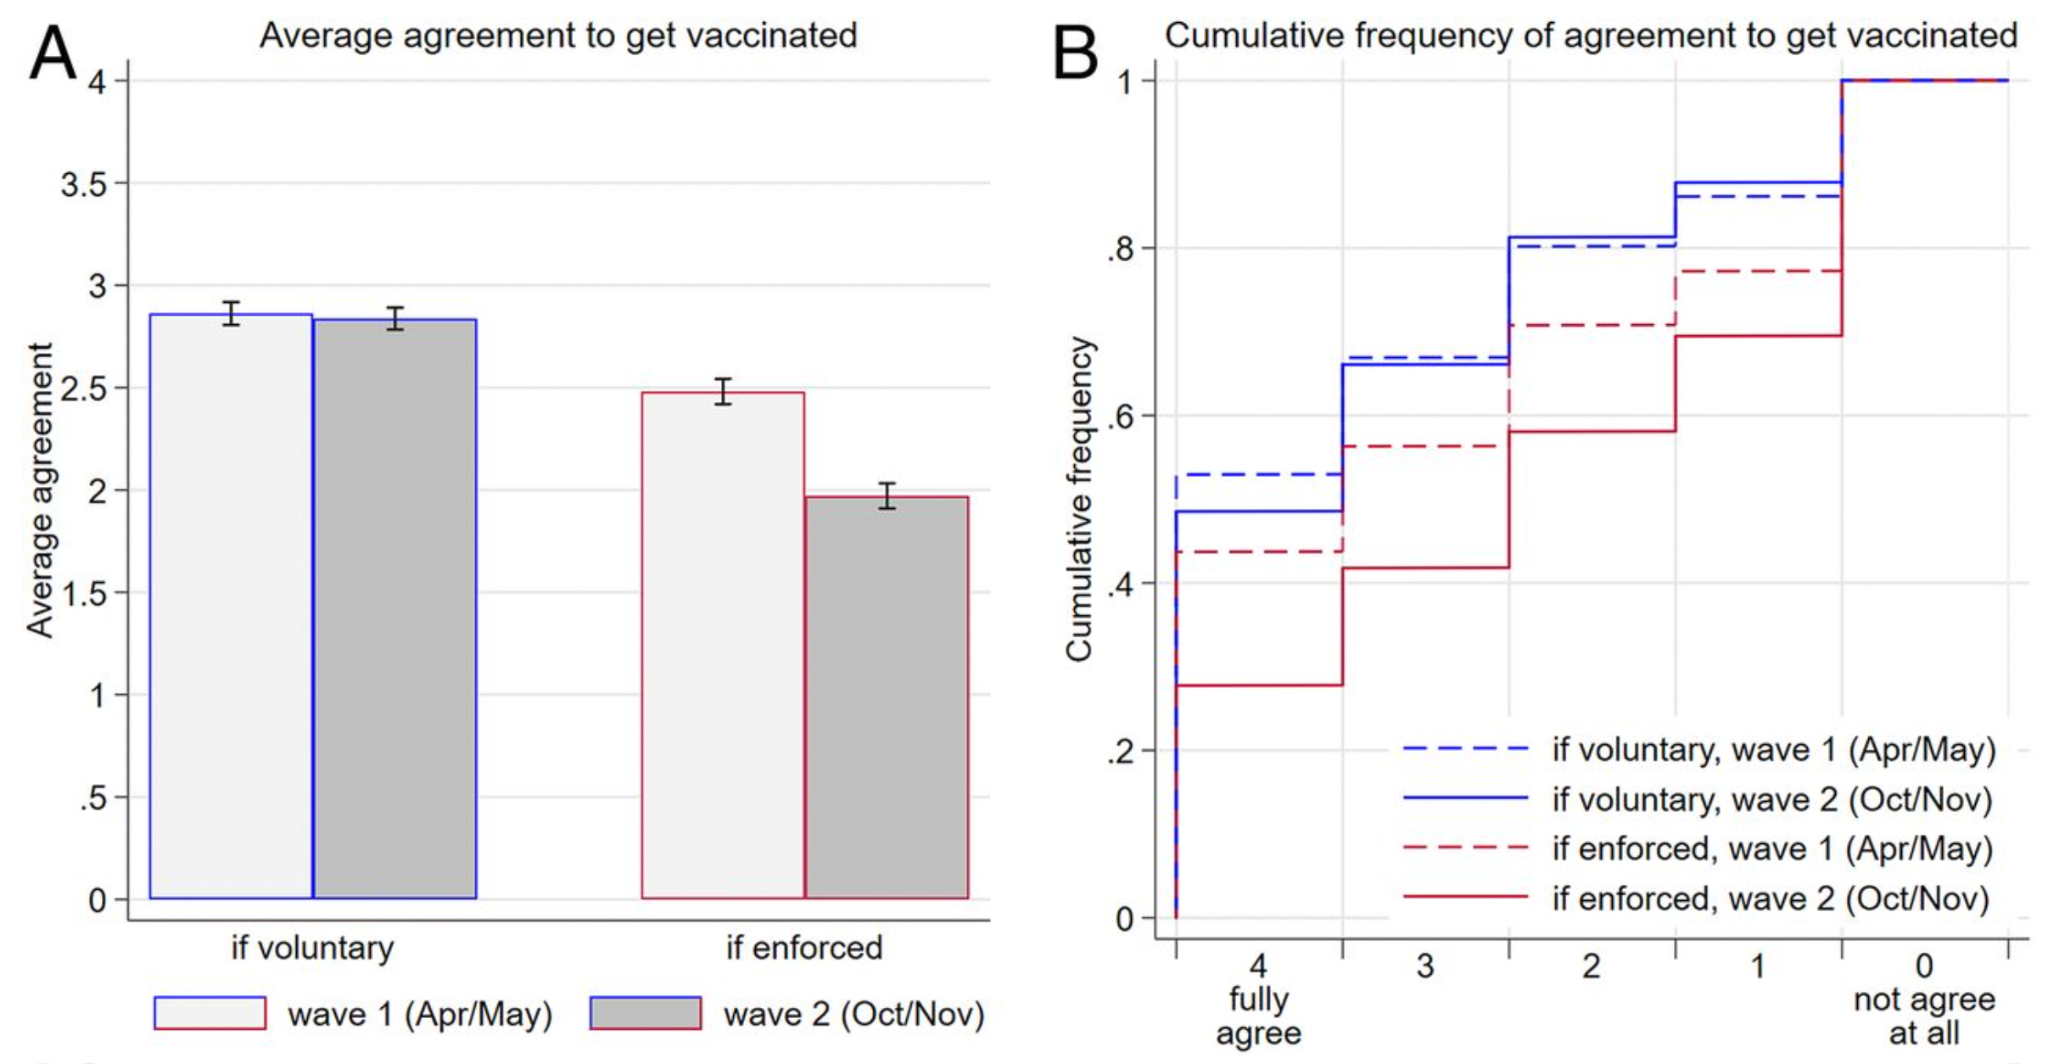 A
Average agreement to get vaccinated
4
3.5
3
2.5
2
1.5
1
.5
0
Average agreement
if voluntary
if enforced
wave 1 (Apr/May)
wave 2 (Oct/Nov)
B
Cumulative frequency of agreement to get vaccinated
1
.8
.6
.4
.2
0
Cumulative frequency
if voluntary, wave 1 (Apr/May)
if voluntary, wave 2 (Oct/Nov)
if enforced, wave 1 (Apr/May)
if enforced, wave 2 (Oct/Nov)
4
fully
agree
3
2
1
0
not agree
at all